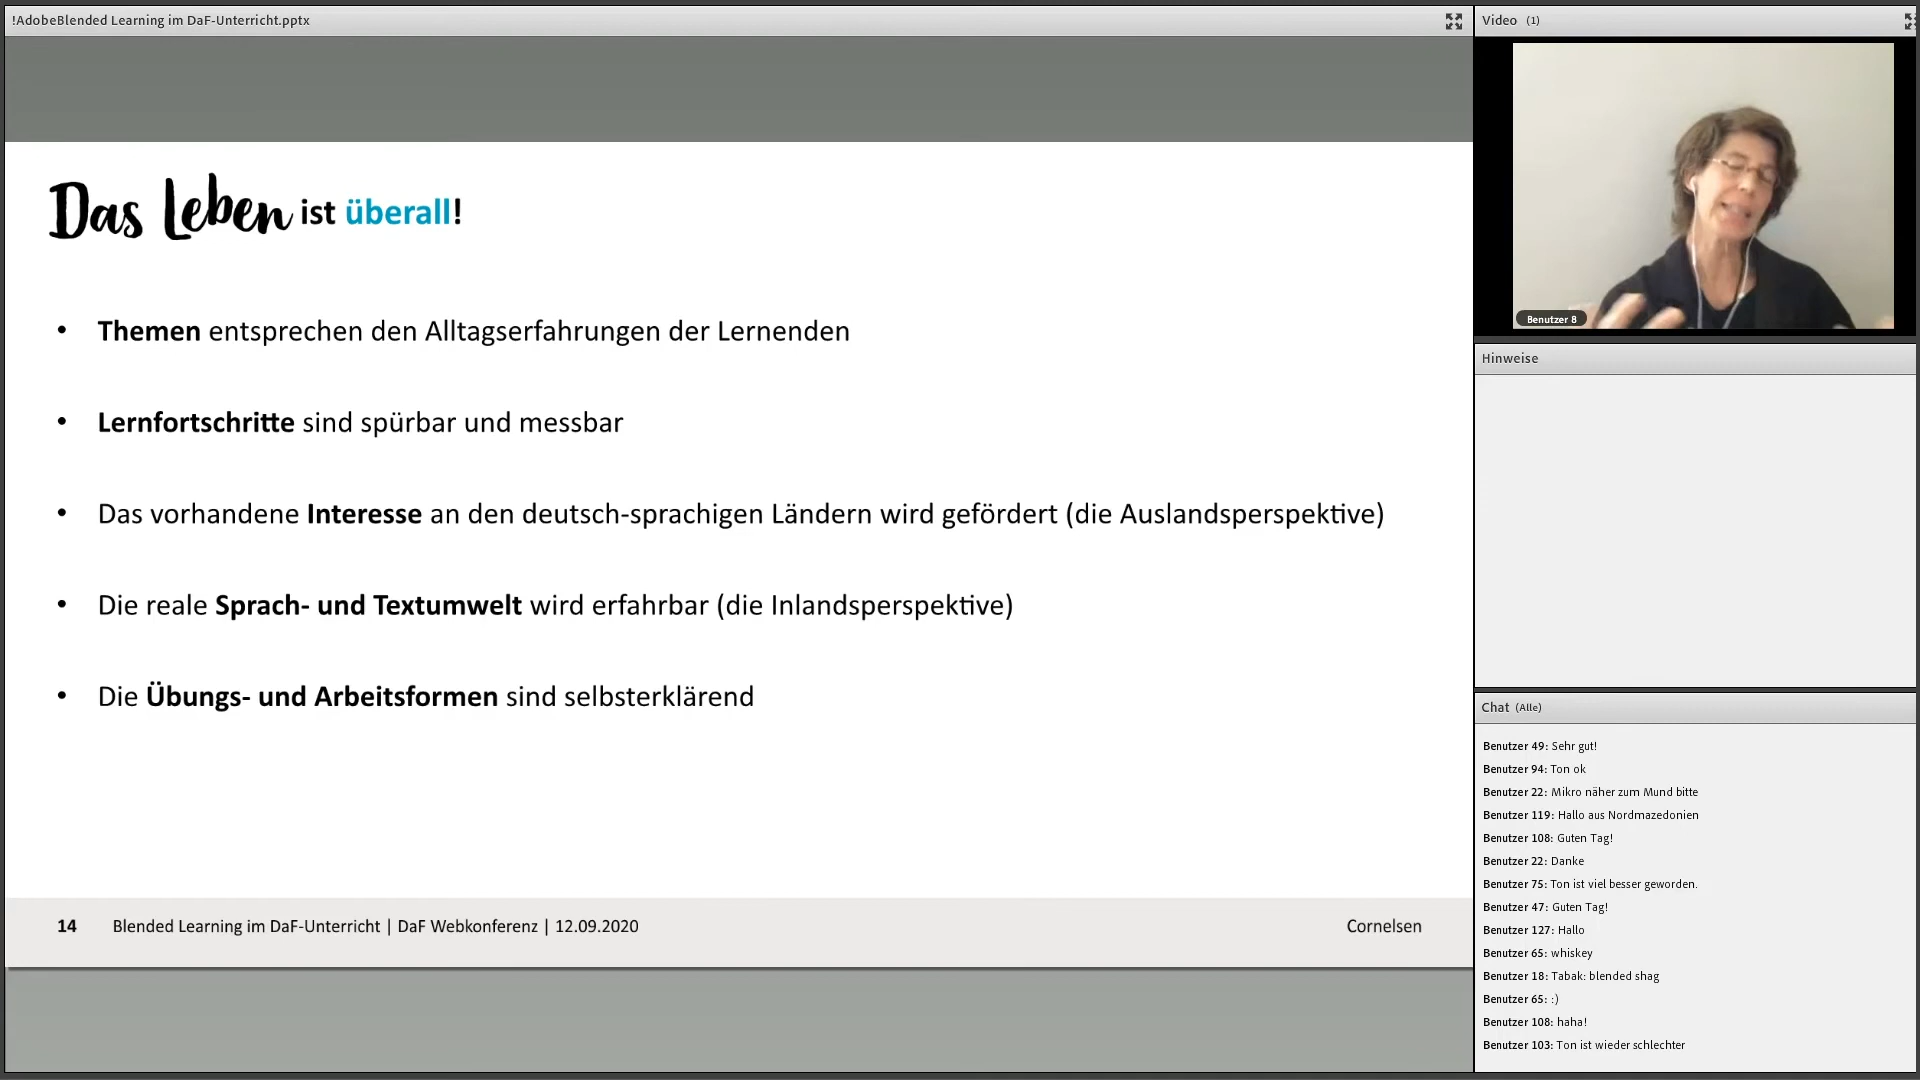 !AdobeBlended Learning im DaF-Unterricht.pptx
Das Leben ist überall!
• Themen entsprechen den Alltagserfahrungen der Lernenden
• Lernfortschritte sind spürbar und messbar
• Das vorhandene Interesse an den deutsch-sprachigen Ländern wird gefördert (die Auslandsperspektive)
• Die reale Sprach- und Textumwelt wird erfahrbar (die Inlandsperspektive)
• Die Übungs- und Arbeitsformen sind selbsterklärend
14 Blended Learning im DaF-Unterricht | DaF Webkonferenz | 12.09.2020 Cornelsen
Video (1)
Benutzer 8
Hinweise
Chat (Alle)
Benutzer 49: Sehr gut!
Benutzer 94: Ton ok
Benutzer 22: Mikro näher zum Mund bitte
Benutzer 119: Hallo aus Nordmazedonien
Benutzer 108: Guten Tag!
Benutzer 22: Danke
Benutzer 75: Ton ist viel besser geworden.
Benutzer 47: Guten Tag!
Benutzer 127: Hallo
Benutzer 65: whiskey
Benutzer 18: Tabak: blended shag
Benutzer 65: :)
Benutzer 108: haha!
Benutzer 103: Ton ist wieder schlechter